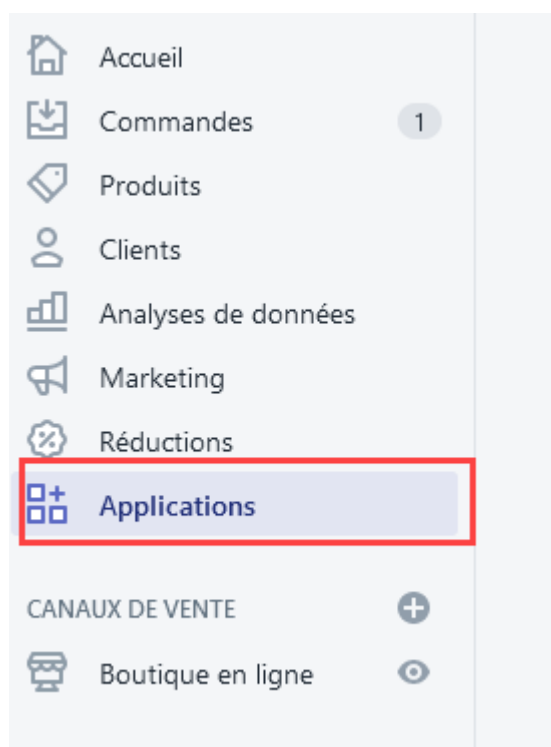 Accueil
Commandes 1
Produits
Clients
Analyses de données
Marketing
Réductions
Applications
CANAUX DE VENTE
Boutique en ligne